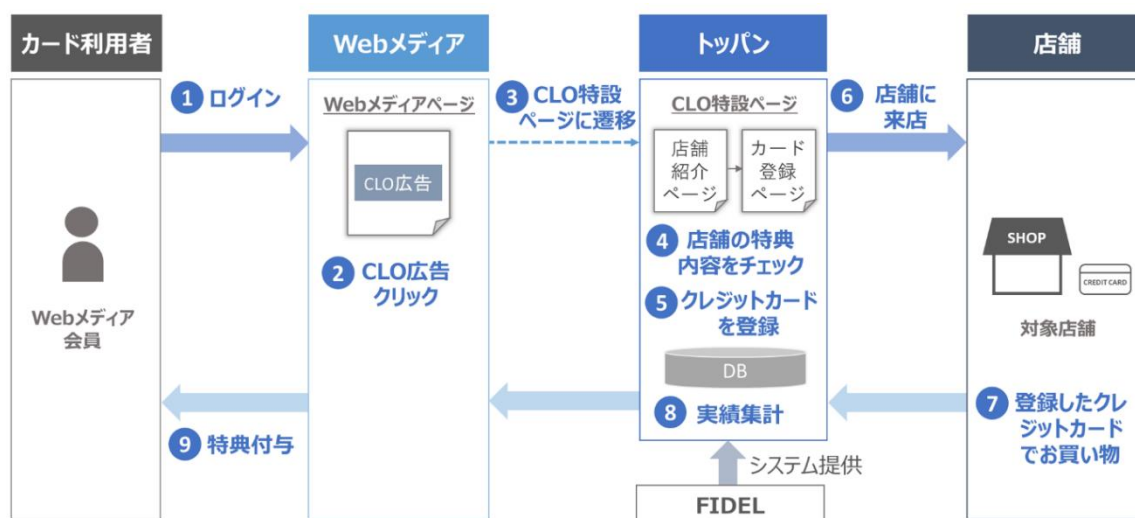 カード利用者
Webメディア
トッパン
店舗
1 ログイン
Webメディアページ
CLO広告
2 CLO広告
クリック
3 CLO特設
ページに遷移
CLO特設ページ
店舗
紹介
ページ
カード
登録
ページ
4 店舗の特典
内容をチェック
5 クレジットカード
を登録
DB
8 実績集計
6 店舗に
来店
SHOP
CREDIT CARD
対象店舗
7 登録したクレ
ジットカード
でお買い物
Webメディア
会員
9 特典付与
システム提供
FIDEL